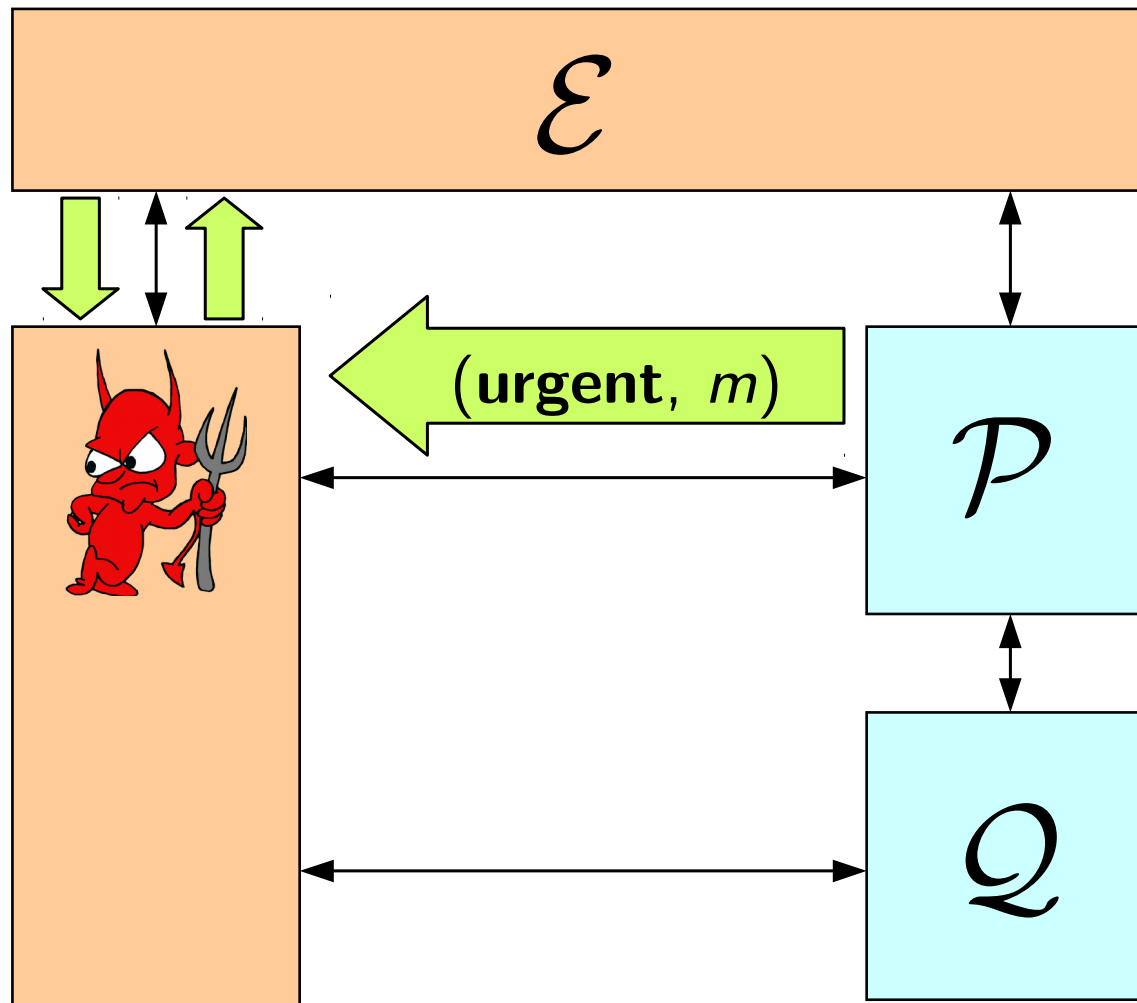 ℰ
(urgent, m)
𝒫
𝒬